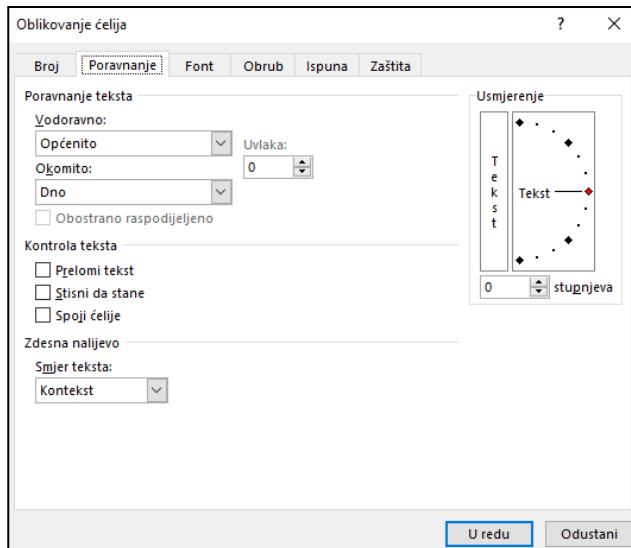 Oblikovanje ćelija ? ×
Broj Poravnanje Font Obrub Ispuna Zaštita
Poravnanje teksta
Vodoravno:
Općenito
Uvlaka:
0
Okomito:
Dno
Obostrano raspodijeljeno
Kontrola teksta
Prelomi tekst
Stisni da stane
Spoji ćelije
Zdesna nalijevo
Smjer teksta:
Kontekst
Usmjerenje
Tekst
Tekst
0 stupnjeva
U redu Odustani